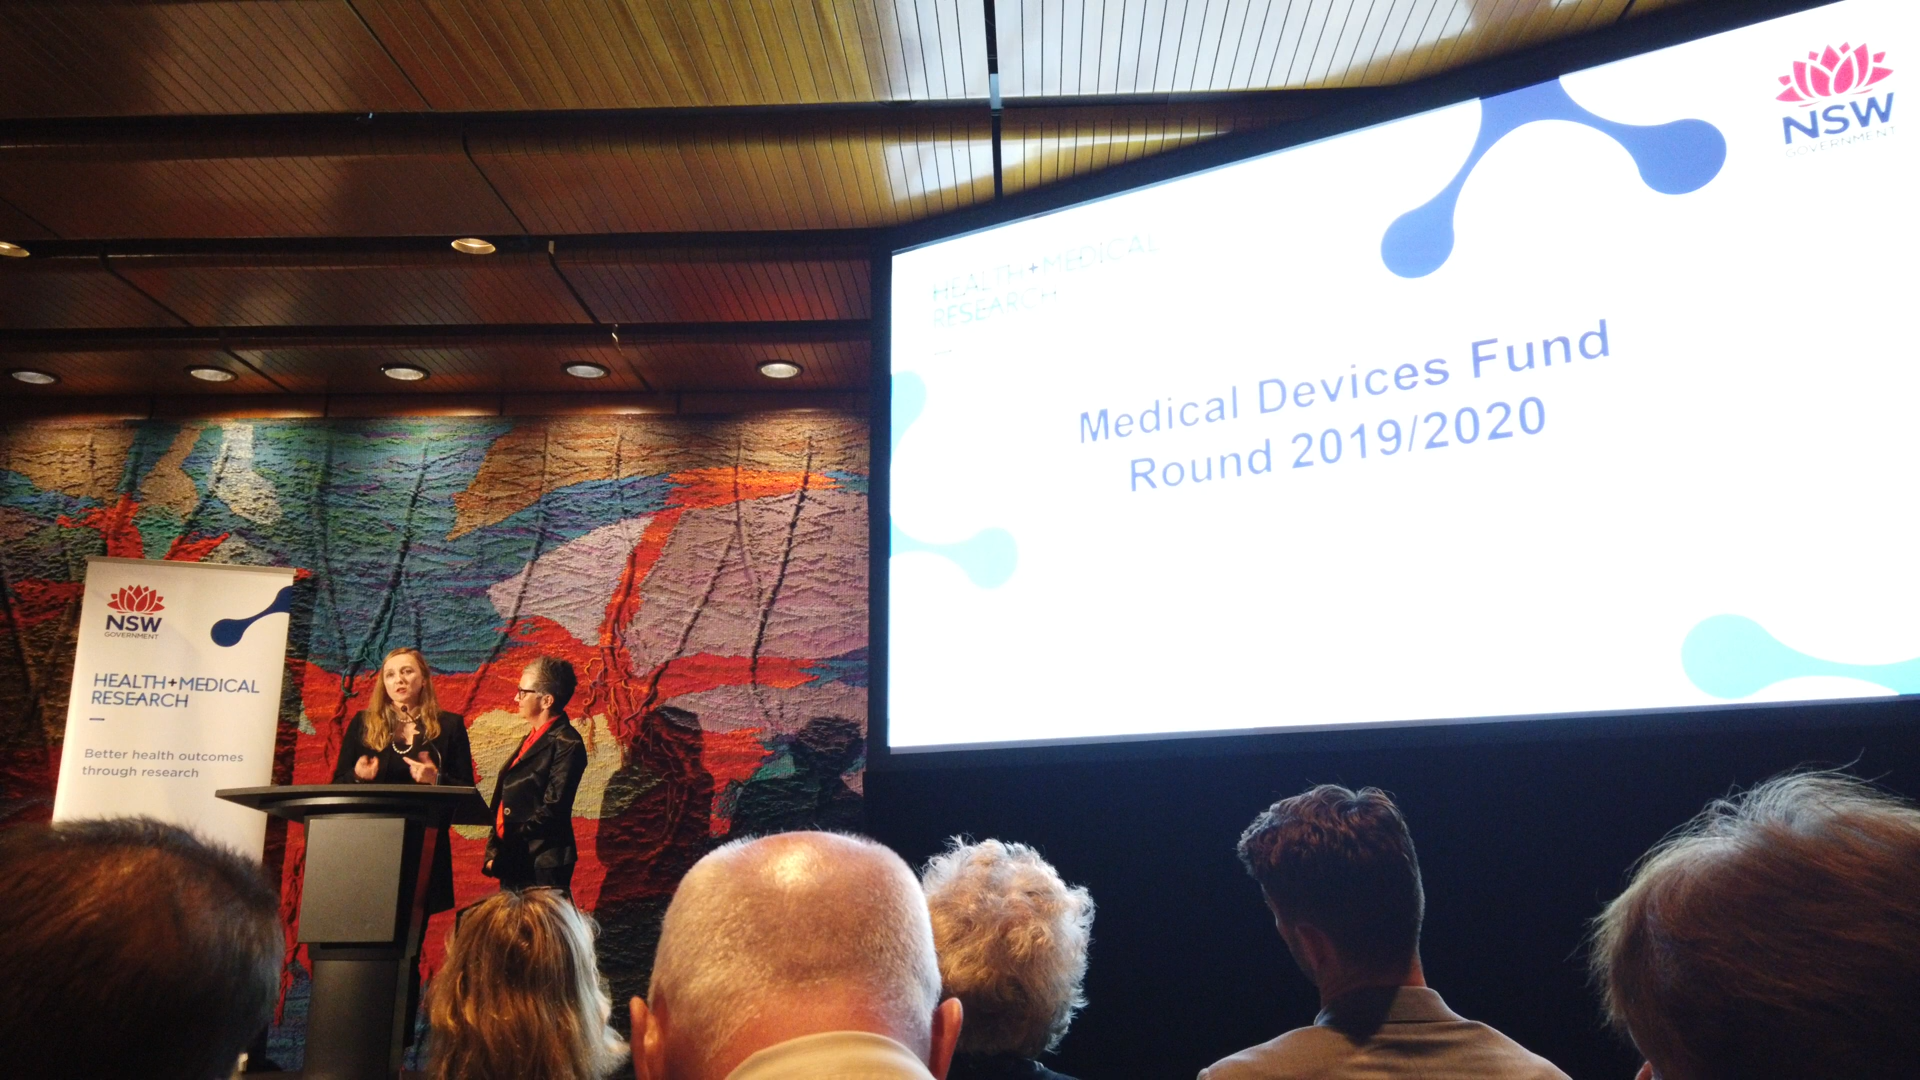 NSW
GOVERNMENT
HEALTH+MEDICAL
RESEARCH
Medical Devices Fund
Round 2019/2020
NSW
GOVERNMENT
HEALTH+MEDICAL
RESEARCH
Better health outcomes
through research